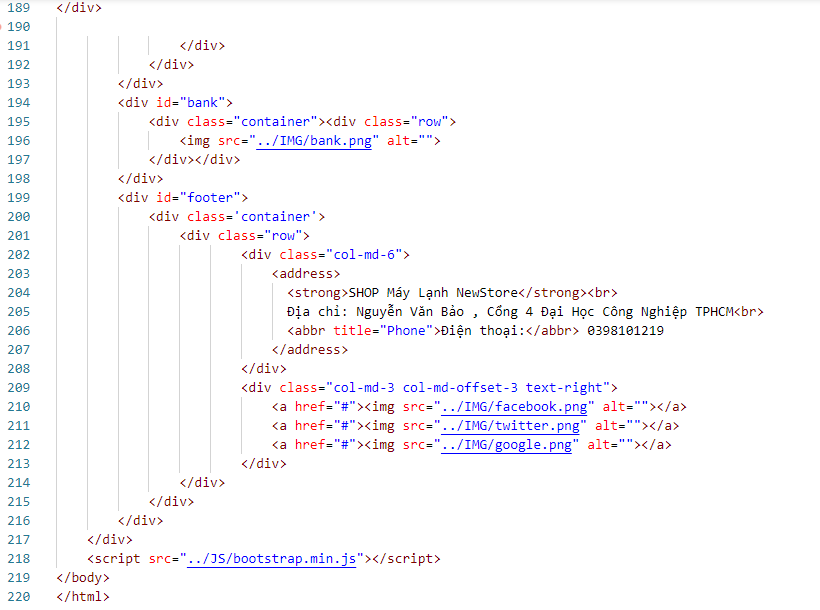 189 </div>
190
191 </div>
192 </div>
193 </div>
194 <div id="bank">
195 <div class="container"><div class="row">
196 <img src="../IMG/bank.png" alt="">
197 </div></div>
198 </div>
199 <div id="footer">
200 <div class='container'>
201 <div class="row">
202 <div class="col-md-6">
203 <address>
204 <strong>SHOP Máy Lạnh NewStore</strong><br>
205 Địa chỉ: Nguyễn Văn Bảo , Cổng 4 Đại Học Công Nghiệp TPHCM<br>
206 <abbr title="Phone">Điện thoại:</abbr> 0398101219
207 </address>
208 </div>
209 <div class="col-md-3 col-md-offset-3 text-right">
210 <a href="#"><img src="../IMG/facebook.png" alt=""></a>
211 <a href="#"><img src="../IMG/twitter.png" alt=""></a>
212 <a href="#"><img src="../IMG/google.png" alt=""></a>
213 </div>
214 </div>
215 </div>
216 </div>
217 </div>
218 <script src="../JS/bootstrap.min.js"></script>
219 </body>
220 </html>